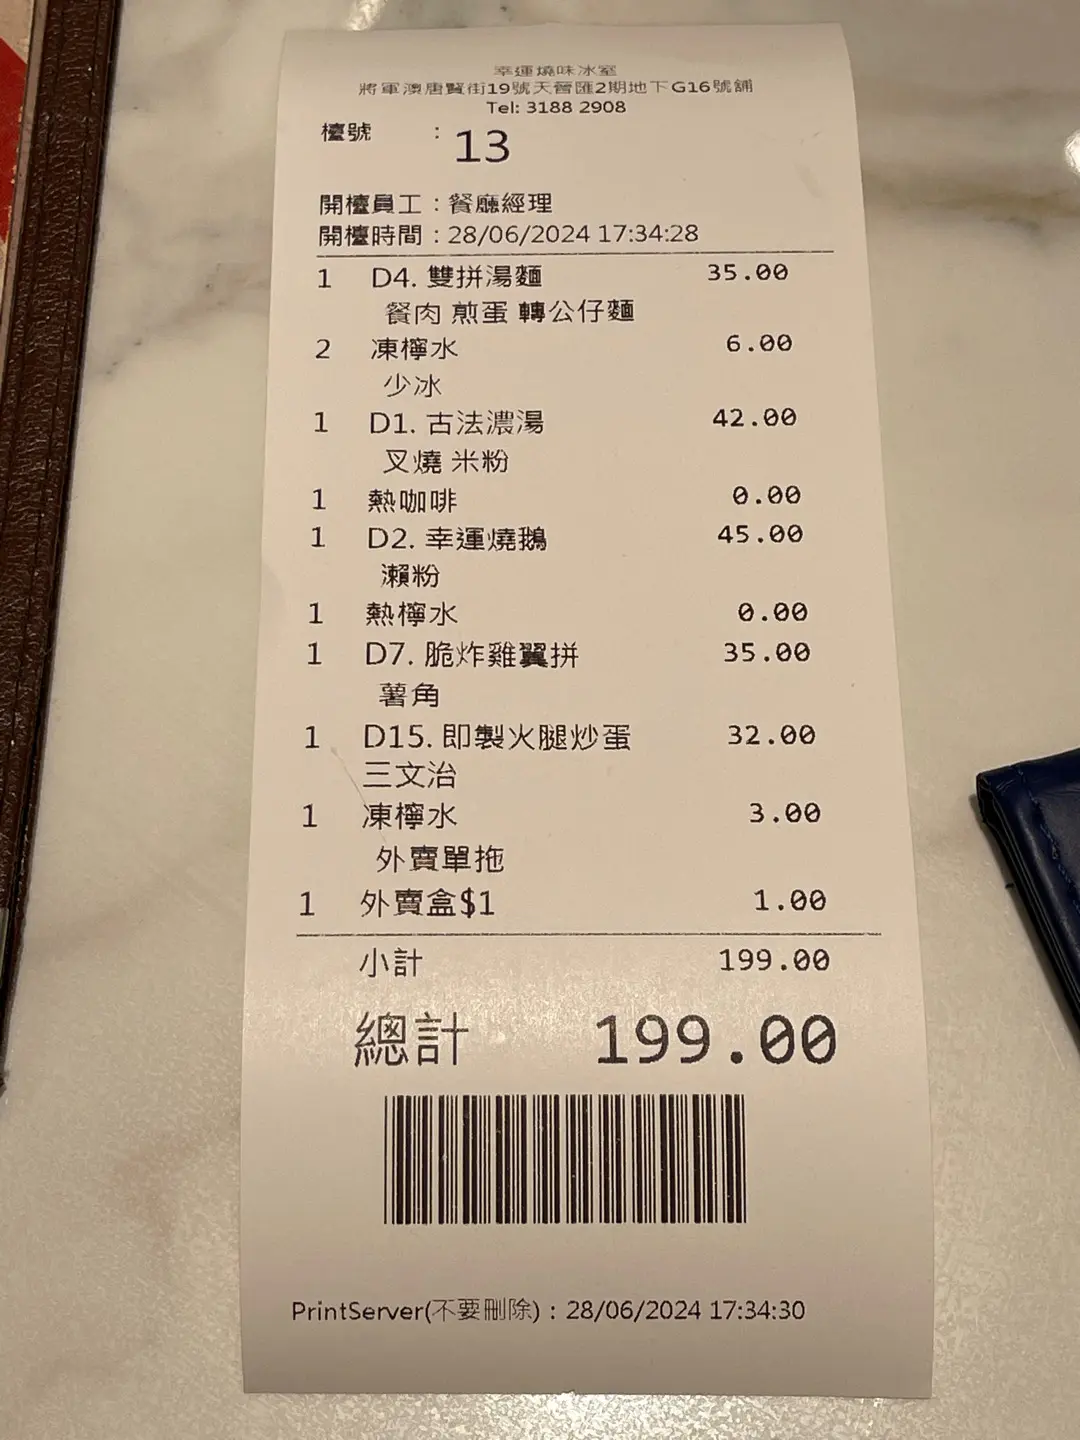 幸運燒味冰室
將軍澳唐賢街19號天晉匯2期地下G16號舖
Tel: 3188 2908
檯號 : 13
開檯員工 : 餐廳經理
開檯時間 : 28/06/2024 17:34:28
1 D4. 雙拼湯麵 35.00
餐肉 煎蛋 轉公仔麵
2 凍檸水 6.00
少冰
1 D1. 古法濃湯 42.00
叉燒 米粉
1 熱咖啡 0.00
1 D2. 幸運燒鵝 45.00
瀨粉
1 熱檸水 0.00
1 D7. 脆炸雞翼拼 35.00
薯角
1 D15. 即製火腿炒蛋 32.00
三文治
1 凍檸水 3.00
外賣單拖
1 外賣盒$1 1.00
小計 199.00
總計 199.00
PrintServer(不要刪除) : 28/06/2024 17:34:30